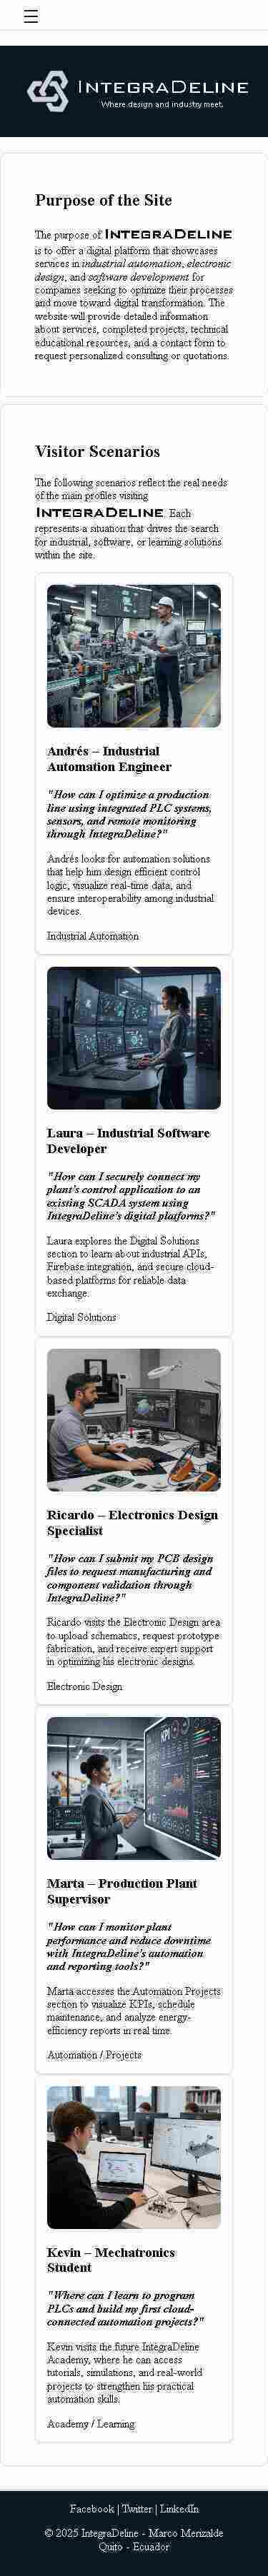 IntegraDeline
Where design and industry meet.
Purpose of the Site
The purpose of IntegraDeline
is to offer a digital platform that showcases
services in industrial automation, electronic
design, and software development for
companies seeking to optimize their processes
and move toward digital transformation. The
website will provide detailed information
about services, completed projects, technical
educational resources, and a contact form to
request personalized consulting or quotations.
Visitor Scenarios
The following scenarios reflect the real needs
of the main profiles visiting
IntegraDeline. Each
represents a situation that drives the search
for industrial, software, or learning solutions
within the site.
Andrés – Industrial
Automation Engineer
"How can I optimize a production
line using integrated PLC systems,
sensors, and remote monitoring
through IntegraDeline?"
Andrés looks for automation solutions
that help him design efficient control
logic, visualize real-time data, and
ensure interoperability among industrial
devices.
Industrial Automation
Laura – Industrial Software
Developer
"How can I securely connect my
plant's control application to an
existing SCADA system using
IntegraDeline's digital platforms?"
Laura explores the Digital Solutions
section to learn about industrial APIs,
Firebase integration, and secure cloud-
based platforms for reliable data
exchange.
Digital Solutions
Ricardo – Electronics Design
Specialist
"How can I submit my PCB design
files to request manufacturing and
component validation through
IntegraDeline?"
Ricardo visits the Electronic Design area
to upload schematics, request prototype
fabrication, and receive expert support
in optimizing his electronic designs.
Electronic Design
KPI
Marta – Production Plant
Supervisor
"How can I monitor plant
performance and reduce downtime
with IntegraDeline's automation
and reporting tools?"
Marta accesses the Automation Projects
section to visualize KPIs, schedule
maintenance, and analyze energy-
efficiency reports in real time.
Automation / Projects
Kevin – Mechatronics
Student
"Where can I learn to program
PLCs and build my first cloud-
connected automation projects?"
Kevin visits the future IntegraDeline
Academy, where he can access
tutorials, simulations, and real-world
projects to strengthen his practical
automation skills.
Academy / Learning
Facebook | Twitter | LinkedIn
© 2025 IntegraDeline - Marco Merizalde
Quito - Ecuador